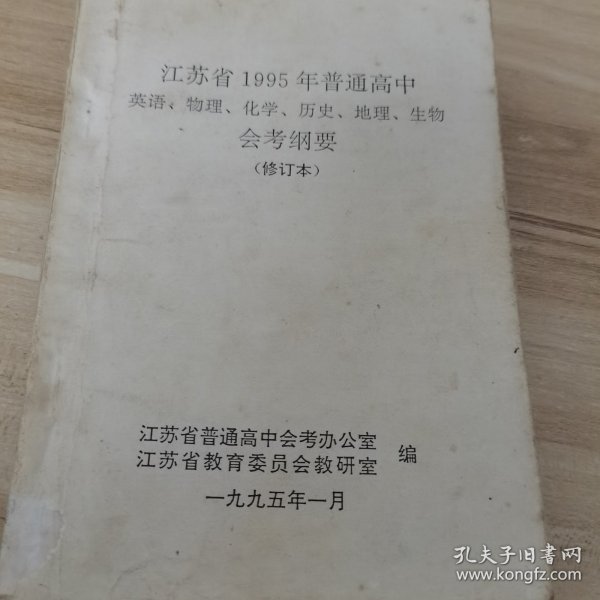 江苏省1995年普通高中
英语、物理、化学、历史、地理、生物
会考纲要
（修订本）
江苏省普通高中会考办公室
江苏省教育委员会教研室 编
一九九五年一月
孔夫子旧书网
www.kongfz.com